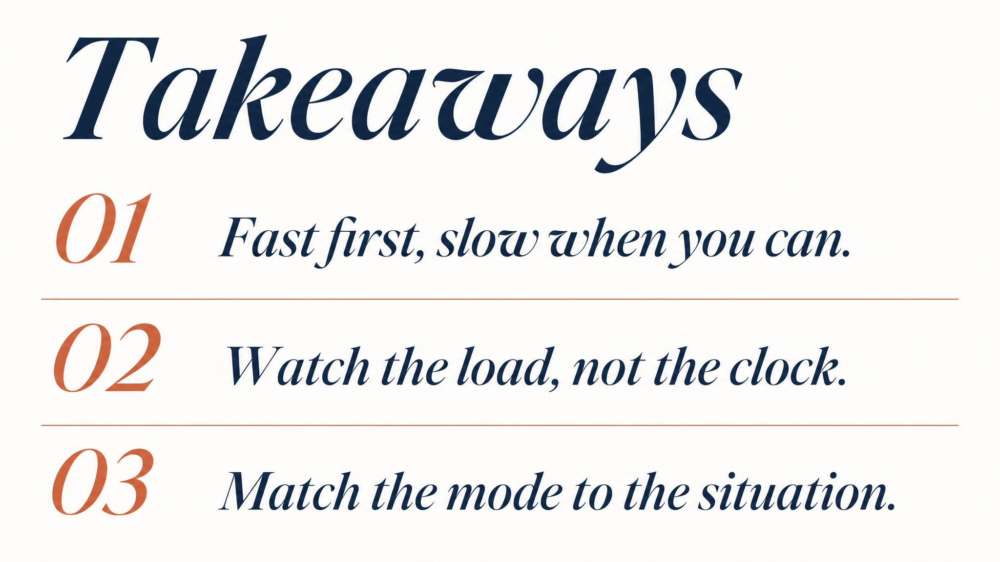 Takeaways
01 Fast first, slow when you can.
02 Watch the load, not the clock.
03 Match the mode to the situation.